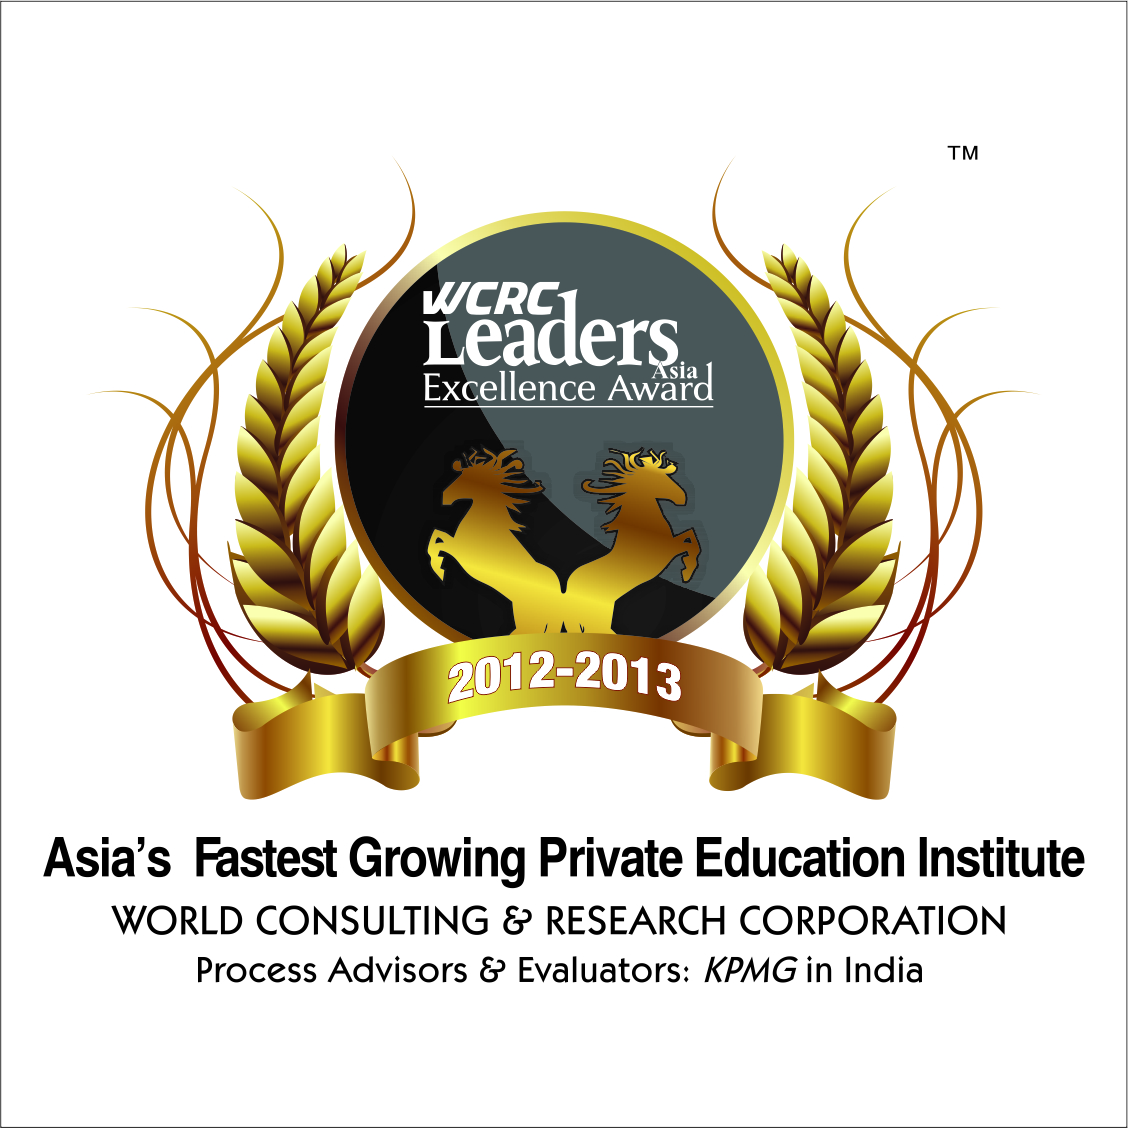 TM
WCRC
Leaders
Asia
Excellence Award
2012-2013
Asia's Fastest Growing Private Education Institute
WORLD CONSULTING & RESEARCH CORPORATION
Process Advisors & Evaluators: KPMG in India